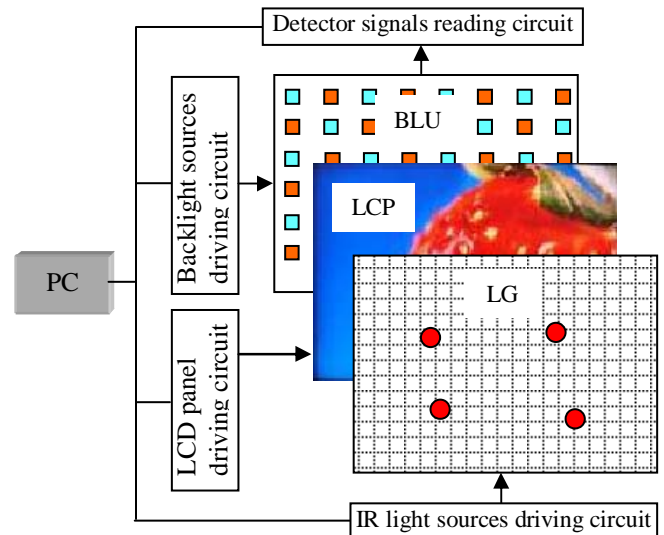 Detector signals reading circuit
BLU
Backlight sources
driving circuit
LCP
PC
LG
LCD panel
driving circuit
IR light sources driving circuit